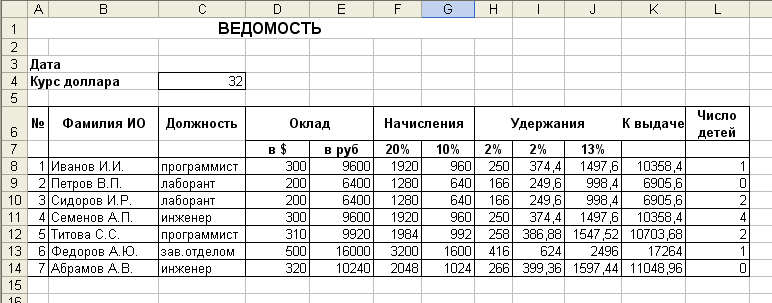 A B C D E F G H I J K L
1 ВЕДОМОСТЬ
2
3 Дата
4 Курс доллара 32
5
6 № Фамилия ИО Должность Оклад Начисления Удержания К выдаче Число детей
7 в $ в руб 20% 10% 2% 2% 13%
8 1 Иванов И.И. программист 300 9600 1920 960 250 374,4 1497,6 10358,4 1
9 2 Петров В.П. лаборант 200 6400 1280 640 166 249,6 998,4 6905,6 0
10 3 Сидоров И.Р. лаборант 200 6400 1280 640 166 249,6 998,4 6905,6 2
11 4 Семенов А.П. инженер 300 9600 1920 960 250 374,4 1497,6 10358,4 4
12 5 Титова С.С. программист 310 9920 1984 992 258 386,88 1547,52 10703,68 2
13 6 Федоров А.Ю. зав.отделом 500 16000 3200 1600 416 624 2496 17264 1
14 7 Абрамов А.В. инженер 320 10240 2048 1024 266 399,36 1597,44 11048,96 0
15